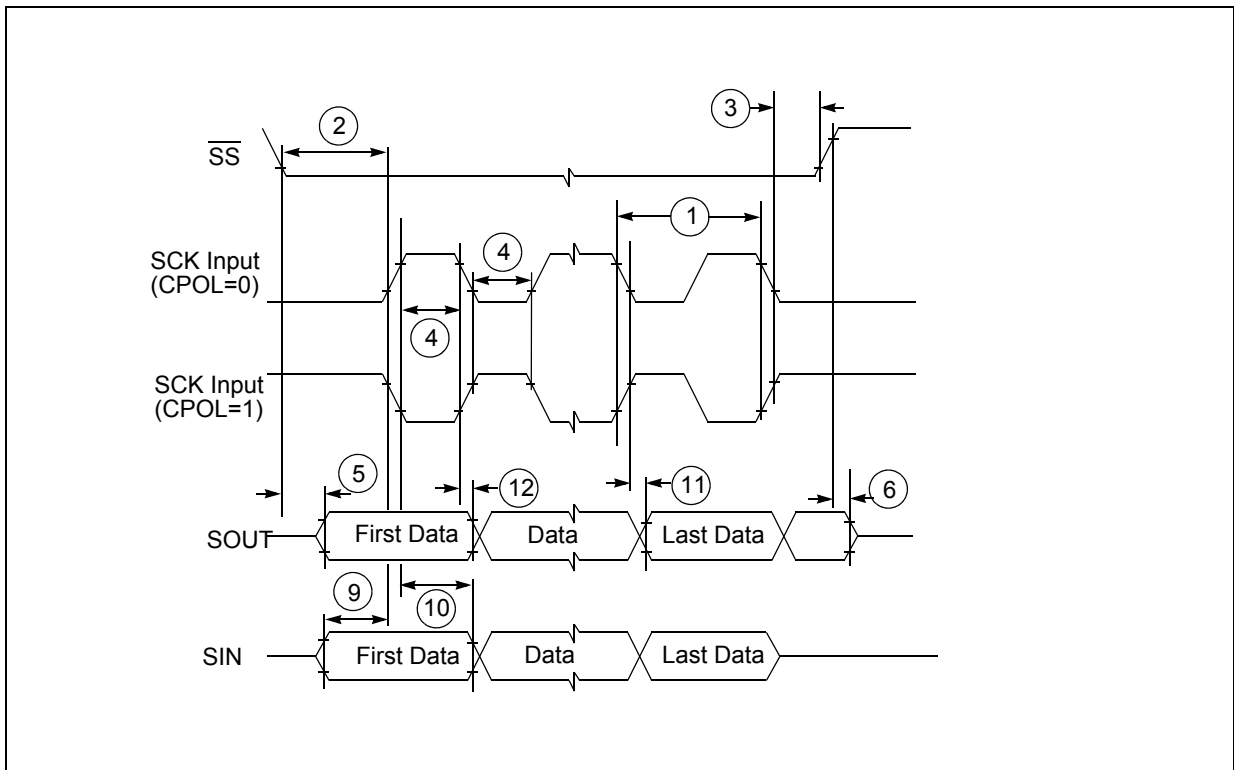 3
2
SS
1
SCK Input
(CPOL=0)
4
4
SCK Input
(CPOL=1)
5
12
11
6
SOUT
First Data
Data
Last Data
9
10
SIN
First Data
Data
Last Data